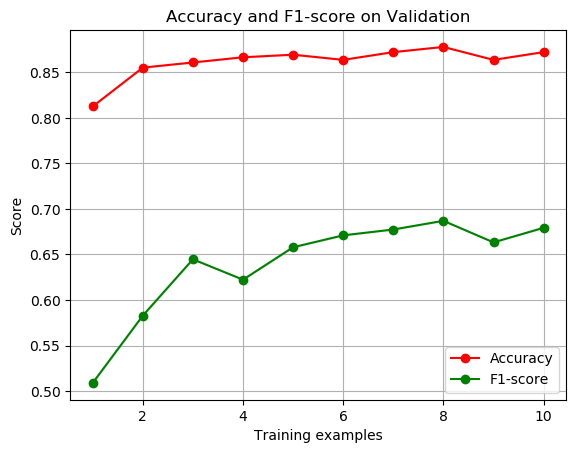 Accuracy and F1-score on Validation
Score
0.85
0.80
0.75
0.70
0.65
0.60
0.55
0.50
Accuracy
F1-score
2 4 6 8 10
Training examples